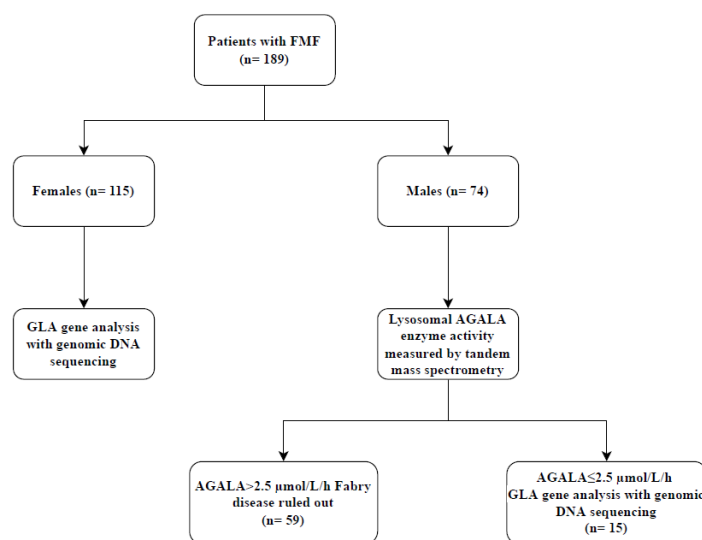 Patients with FMF
(n= 189)
Females (n= 115)
Males (n= 74)
GLA gene analysis
with genomic DNA
sequencing
Lysosomal AGALA
enzyme activity
measured by tandem
mass spectrometry
AGALA>2.5 µmol/L/h Fabry
disease ruled out
(n= 59)
AGALA≤2.5 µmol/L/h
GLA gene analysis with genomic
DNA sequencing
(n= 15)